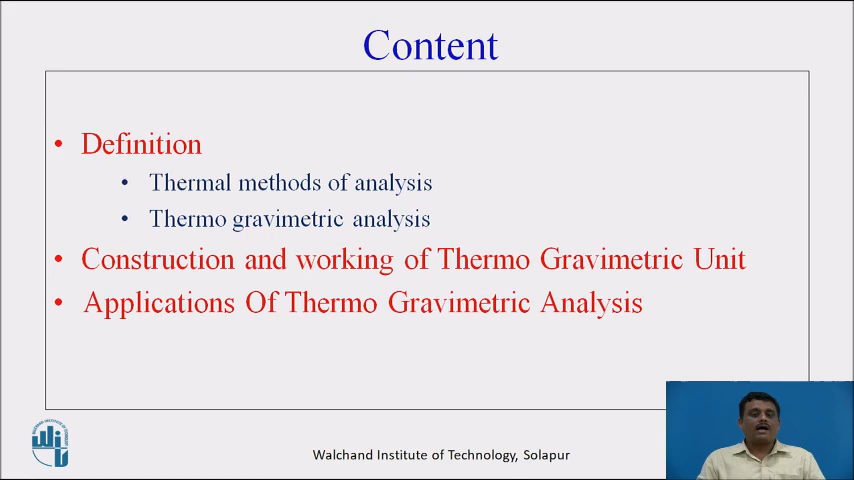 Content
• Definition
• Thermal methods of analysis
• Thermo gravimetric analysis
• Construction and working of Thermo Gravimetric Unit
• Applications Of Thermo Gravimetric Analysis
Walchand Institute of Technology, Solapur